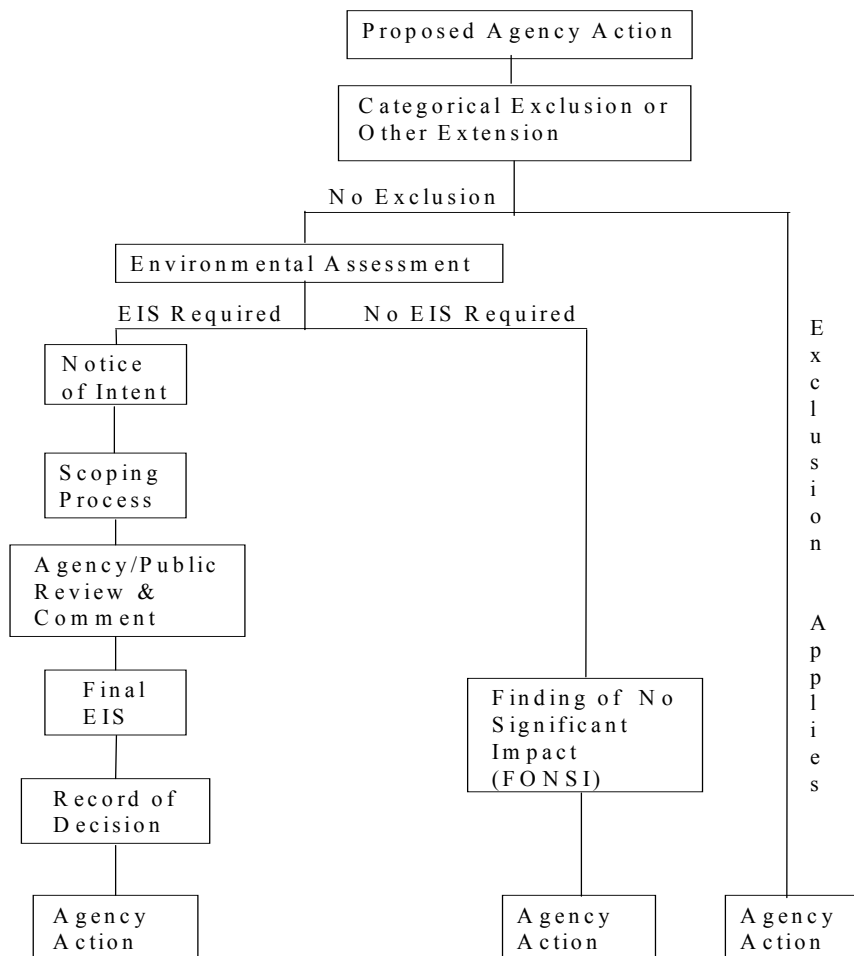 Proposed Agency Action
Categorical Exclusion or
Other Extension
No Exclusion
Environmental Assessment
EIS Required
No EIS Required
Exclusion Applies
Notice
of Intent
Scoping
Process
Agency/Public
Review &
Comment
Final
EIS
Finding of No
Significant
Impact
(FONSI)
Record of
Decision
Agency
Action
Agency
Action
Agency
Action